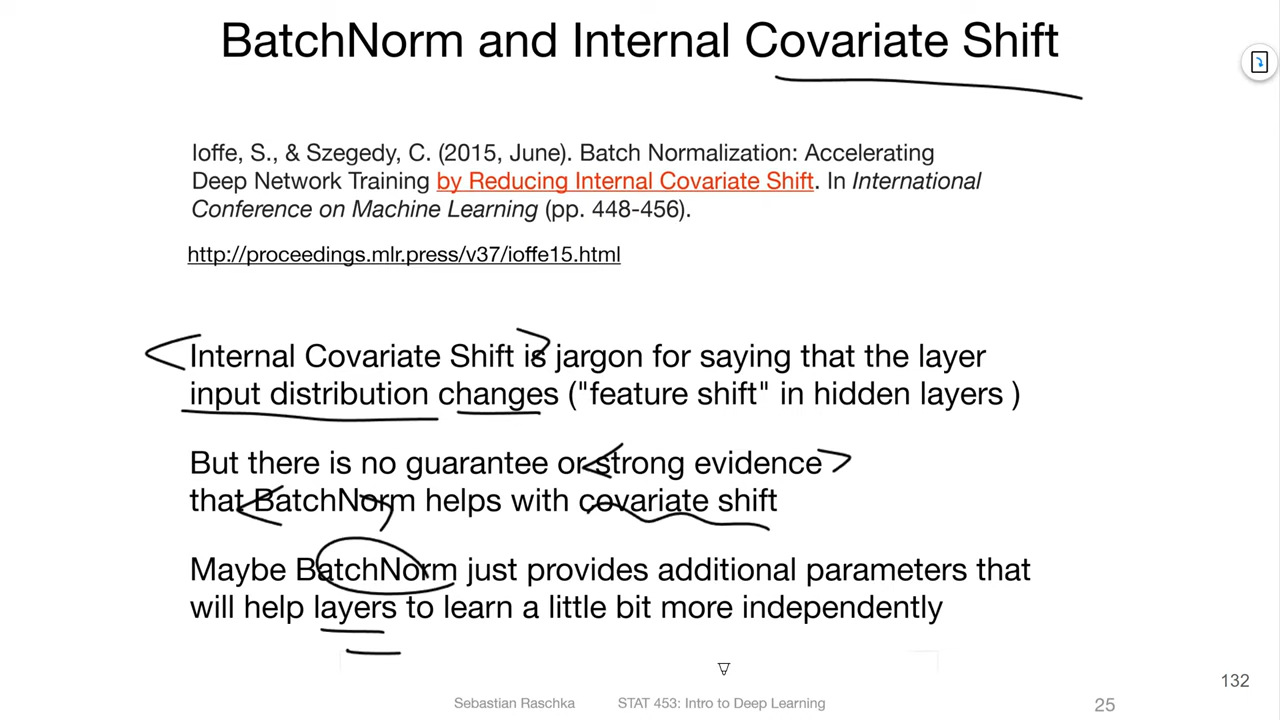 BatchNorm and Internal Covariate Shift
Ioffe, S., & Szegedy, C. (2015, June). Batch Normalization: Accelerating
Deep Network Training by Reducing Internal Covariate Shift. In International
Conference on Machine Learning (pp. 448-456).
http://proceedings.mlr.press/v37/ioffe15.html
Internal Covariate Shift is jargon for saying that the layer
input distribution changes ("feature shift" in hidden layers )
But there is no guarantee or strong evidence
that BatchNorm helps with covariate shift
Maybe BatchNorm just provides additional parameters that
will help layers to learn a little bit more independently
132
Sebastian Raschka STAT 453: Intro to Deep Learning 25